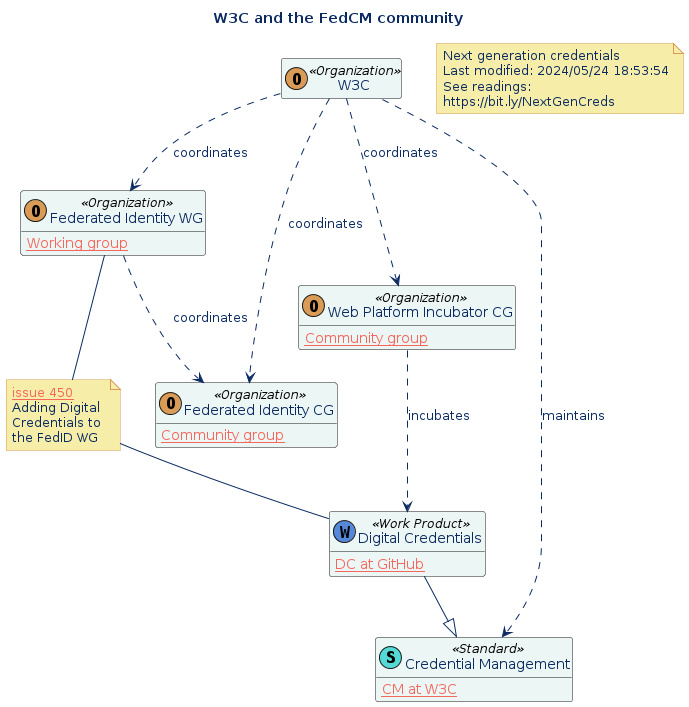 W3C and the FedCM community
Next generation credentials
Last modified: 2024/05/24 18:53:54
See readings:
https://bit.ly/NextGenCreds
O
«Organization»
W3C
coordinates
coordinates
coordinates
O
«Organization»
Federated Identity WG
Working group
coordinates
O
«Organization»
Web Platform Incubator CG
Community group
issue 450
Adding Digital
Credentials to
the FedID WG
O
«Organization»
Federated Identity CG
Community group
incubates
maintains
W
«Work Product»
Digital Credentials
DC at GitHub
S
«Standard»
Credential Management
CM at W3C